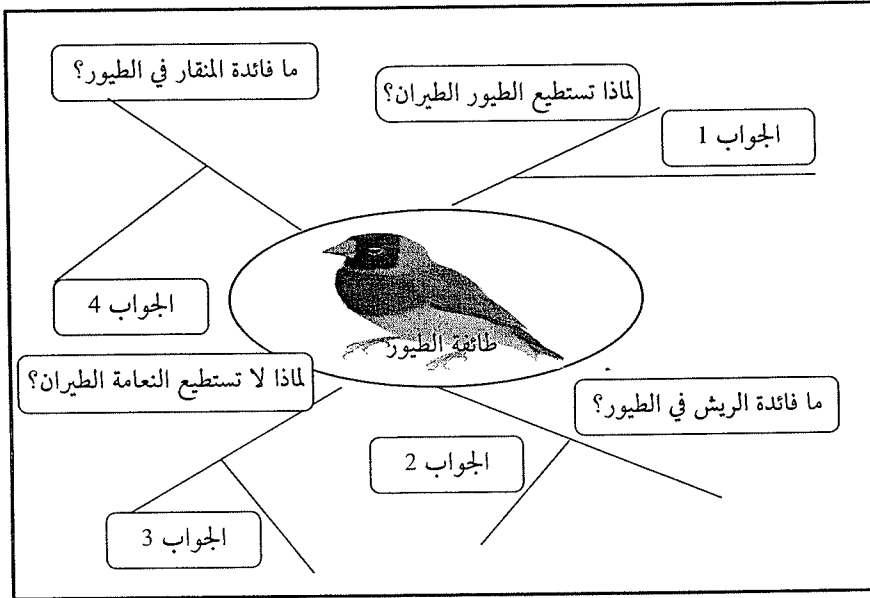 ما فائدة المنقار في الطيور؟
لماذا تستطيع الطيور الطيران؟
الجواب 1
الجواب 4
طائفة الطيور
لماذا لا تستطيع النعامة الطيران؟
ما فائدة الريش في الطيور؟
الجواب 2
الجواب 3